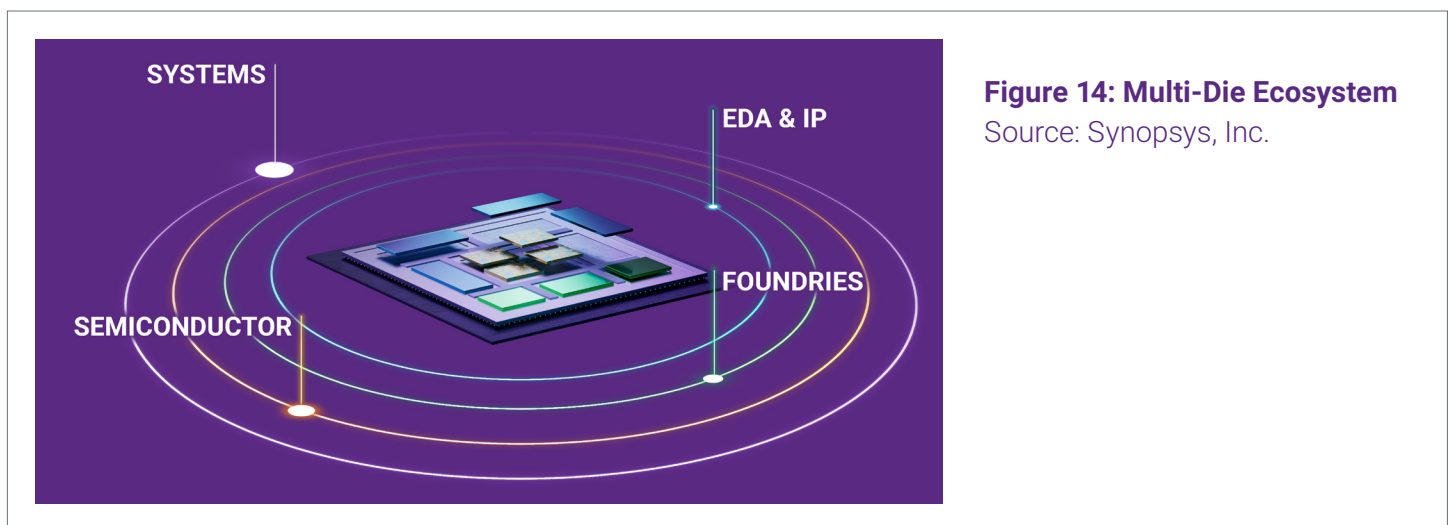 SYSTEMS
EDA & IP
FOUNDRIES
SEMICONDUCTOR
Figure 14: Multi-Die Ecosystem
Source: Synopsys, Inc.